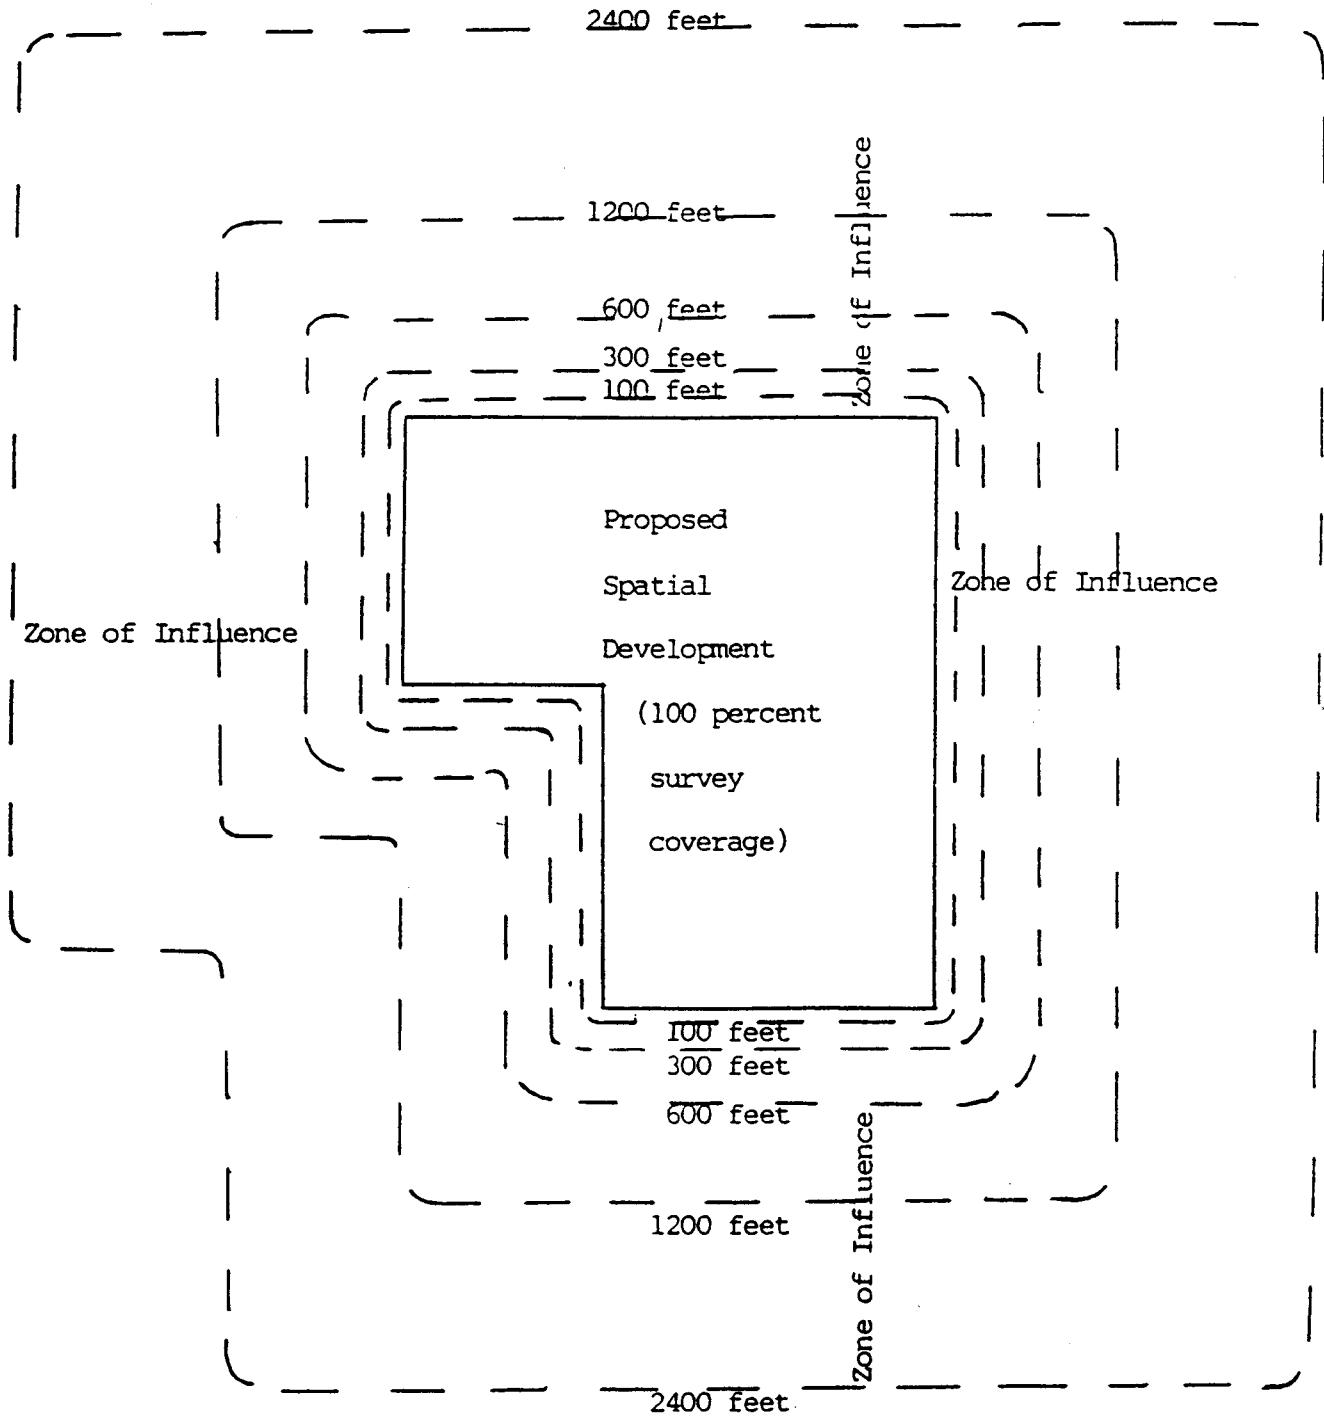 2400 feet
Zone of Influence
1200 feet
600 feet
300 feet
100 feet
Proposed
Spatial
Development
(100 percent
survey
coverage)
Zone of Influence
Zone of Influence
100 feet
300 feet
600 feet
Zone of Influence
1200 feet
2400 feet